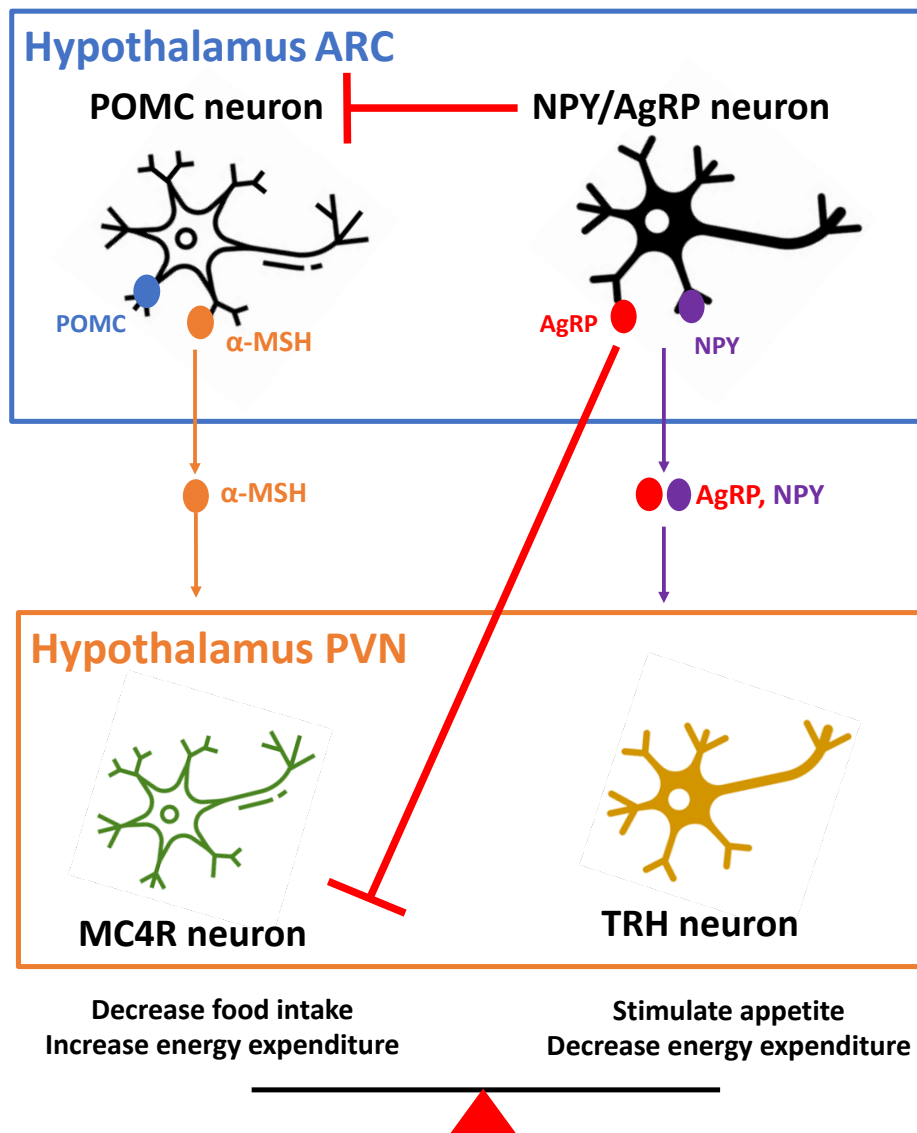 Hypothalamus ARC
POMC neuron
NPY/AgRP neuron
POMC
α-MSH
AgRP
NPY
α-MSH
AgRP, NPY
Hypothalamus PVN
MC4R neuron
TRH neuron
Decrease food intake
Increase energy expenditure
Stimulate appetite
Decrease energy expenditure